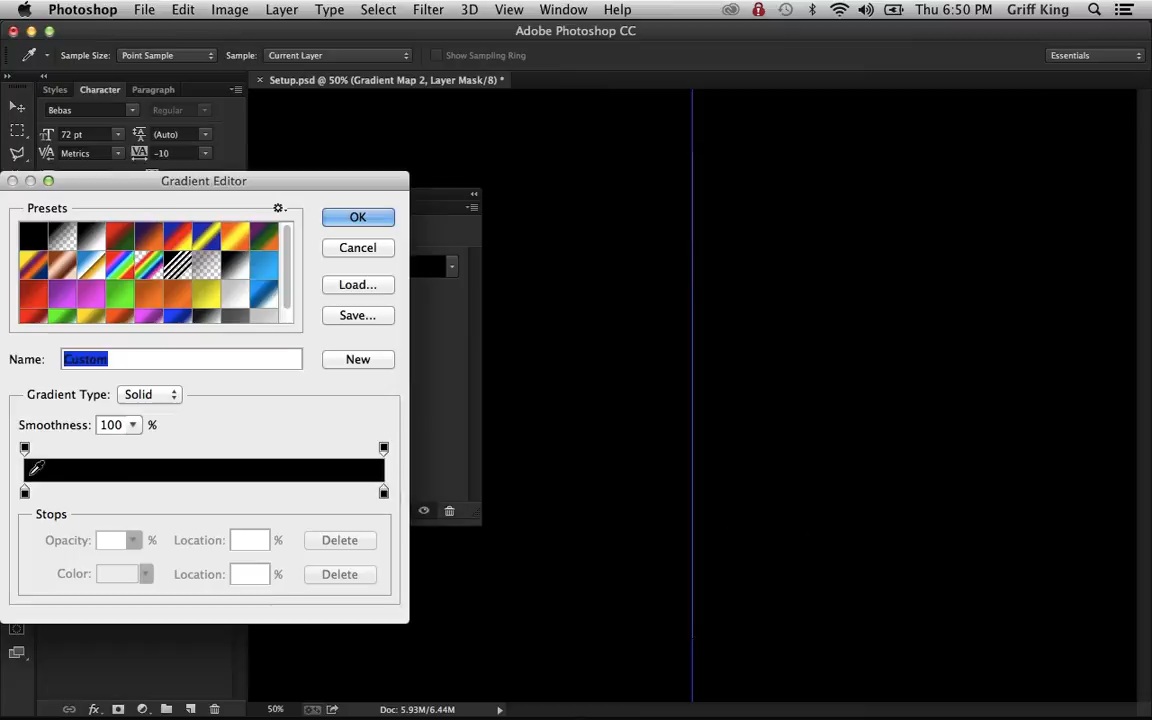 Photoshop File Edit Image Layer Type Select Filter 3D View Window Help Thu 6:50 PM Griff King
Adobe Photoshop CC
Sample Size: Point Sample Sample: Current Layer Show Sampling Ring Essentials
Styles Character Paragraph
Setup.psd @ 50% (Gradient Map 2, Layer Mask/8) *
Bebas Regular
72 pt (Auto)
Metrics -10
Gradient Editor
Presets
OK
Cancel
Load...
Save...
Name: Custom New
Gradient Type: Solid
Smoothness: 100 %
Stops
Opacity: % Location: % Delete
Color: Location: % Delete
fx 50% Doc: 5.93M/6.44M